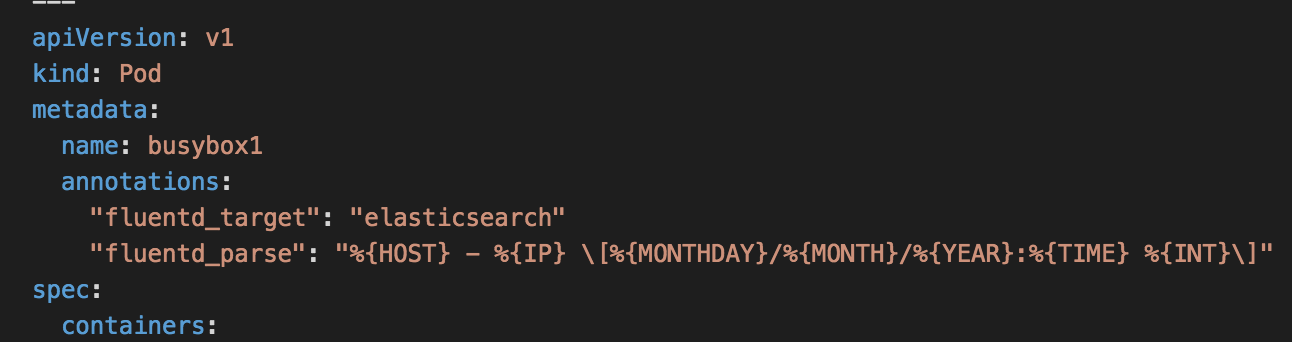 ---
apiVersion: v1
kind: Pod
metadata:
  name: busybox1
  annotations:
    "fluentd_target": "elasticsearch"
    "fluentd_parse": "%{HOST} - %{IP} \[%{MONTHDAY}/%{MONTH}/%{YEAR}:%{TIME} %{INT}\]"
spec:
  containers: